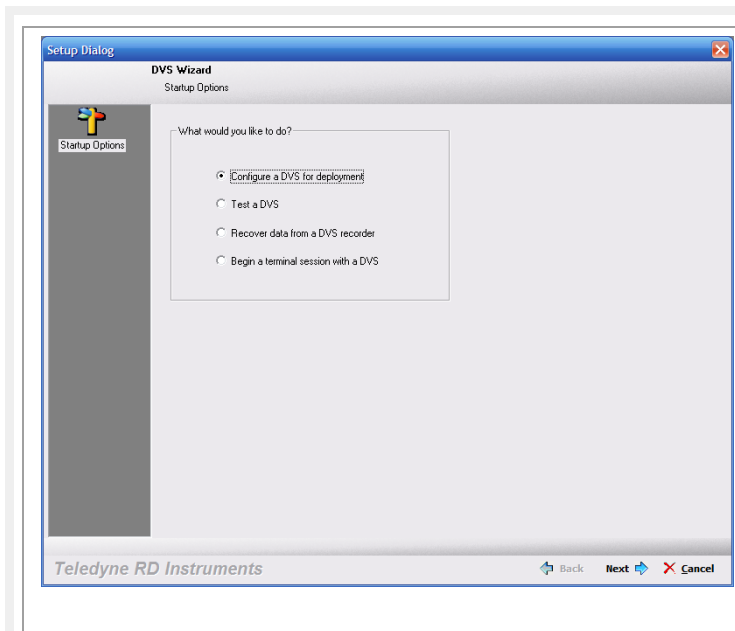 Setup Dialog
DVS Wizard
Startup Options
Startup Options
What would you like to do?
Configure a DVS for deployment
Test a DVS
Recover data from a DVS recorder
Begin a terminal session with a DVS
Teledyne RD Instruments
Back Next Cancel